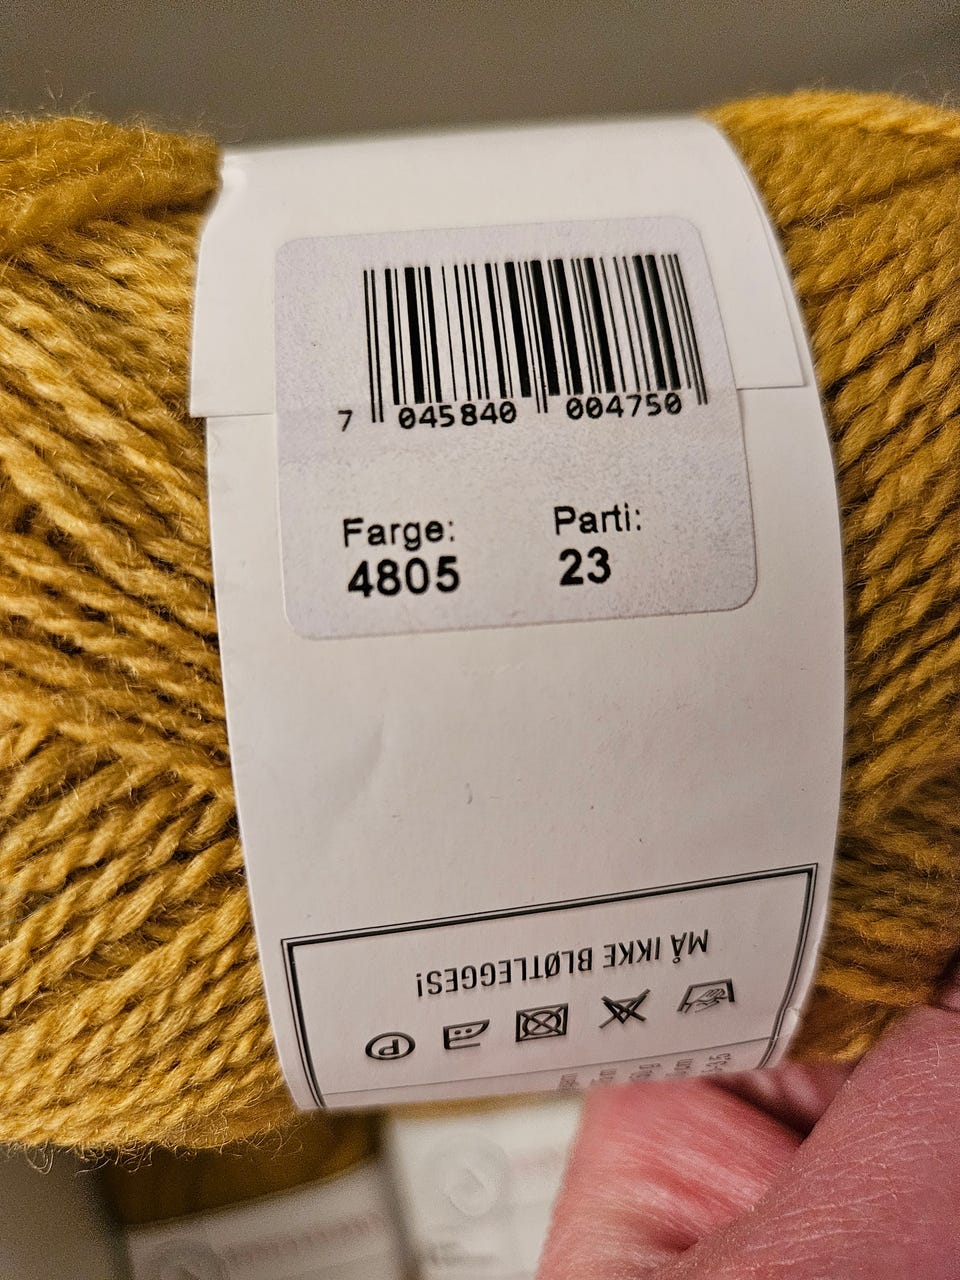 7 045840 004750
Farge: Parti:
4805 23
MÅ IKKE BLØTLEGGES!
P